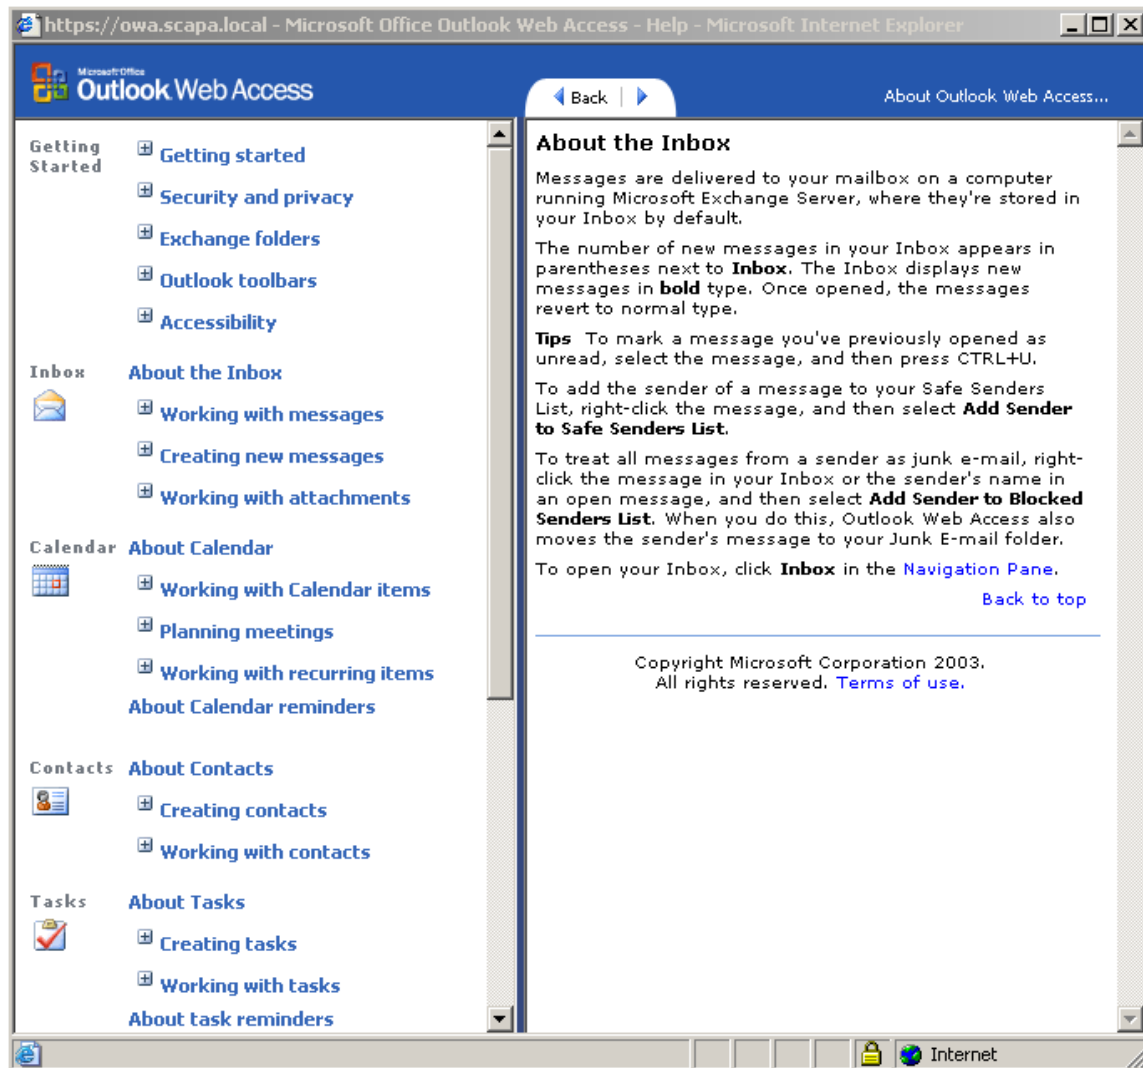 https://owa.scapa.local - Microsoft Office Outlook Web Access - Help - Microsoft Internet Explorer
Microsoft Office
Outlook Web Access
Back
About Outlook Web Access...
Getting
Started
Getting started
Security and privacy
Exchange folders
Outlook toolbars
Accessibility
Inbox
About the Inbox
Working with messages
Creating new messages
Working with attachments
Calendar
About Calendar
Working with Calendar items
Planning meetings
Working with recurring items
About Calendar reminders
Contacts
About Contacts
Creating contacts
Working with contacts
Tasks
About Tasks
Creating tasks
Working with tasks
About task reminders
About the Inbox
Messages are delivered to your mailbox on a computer
running Microsoft Exchange Server, where they're stored in
your Inbox by default.
The number of new messages in your Inbox appears in
parentheses next to Inbox. The Inbox displays new
messages in bold type. Once opened, the messages
revert to normal type.
Tips To mark a message you've previously opened as
unread, select the message, and then press CTRL+U.
To add the sender of a message to your Safe Senders
List, right-click the message, and then select Add Sender
to Safe Senders List.
To treat all messages from a sender as junk e-mail, right-
click the message in your Inbox or the sender's name in
an open message, and then select Add Sender to Blocked
Senders List. When you do this, Outlook Web Access also
moves the sender's message to your Junk E-mail folder.
To open your Inbox, click Inbox in the Navigation Pane.
Back to top
Copyright Microsoft Corporation 2003.
All rights reserved. Terms of use.
Internet